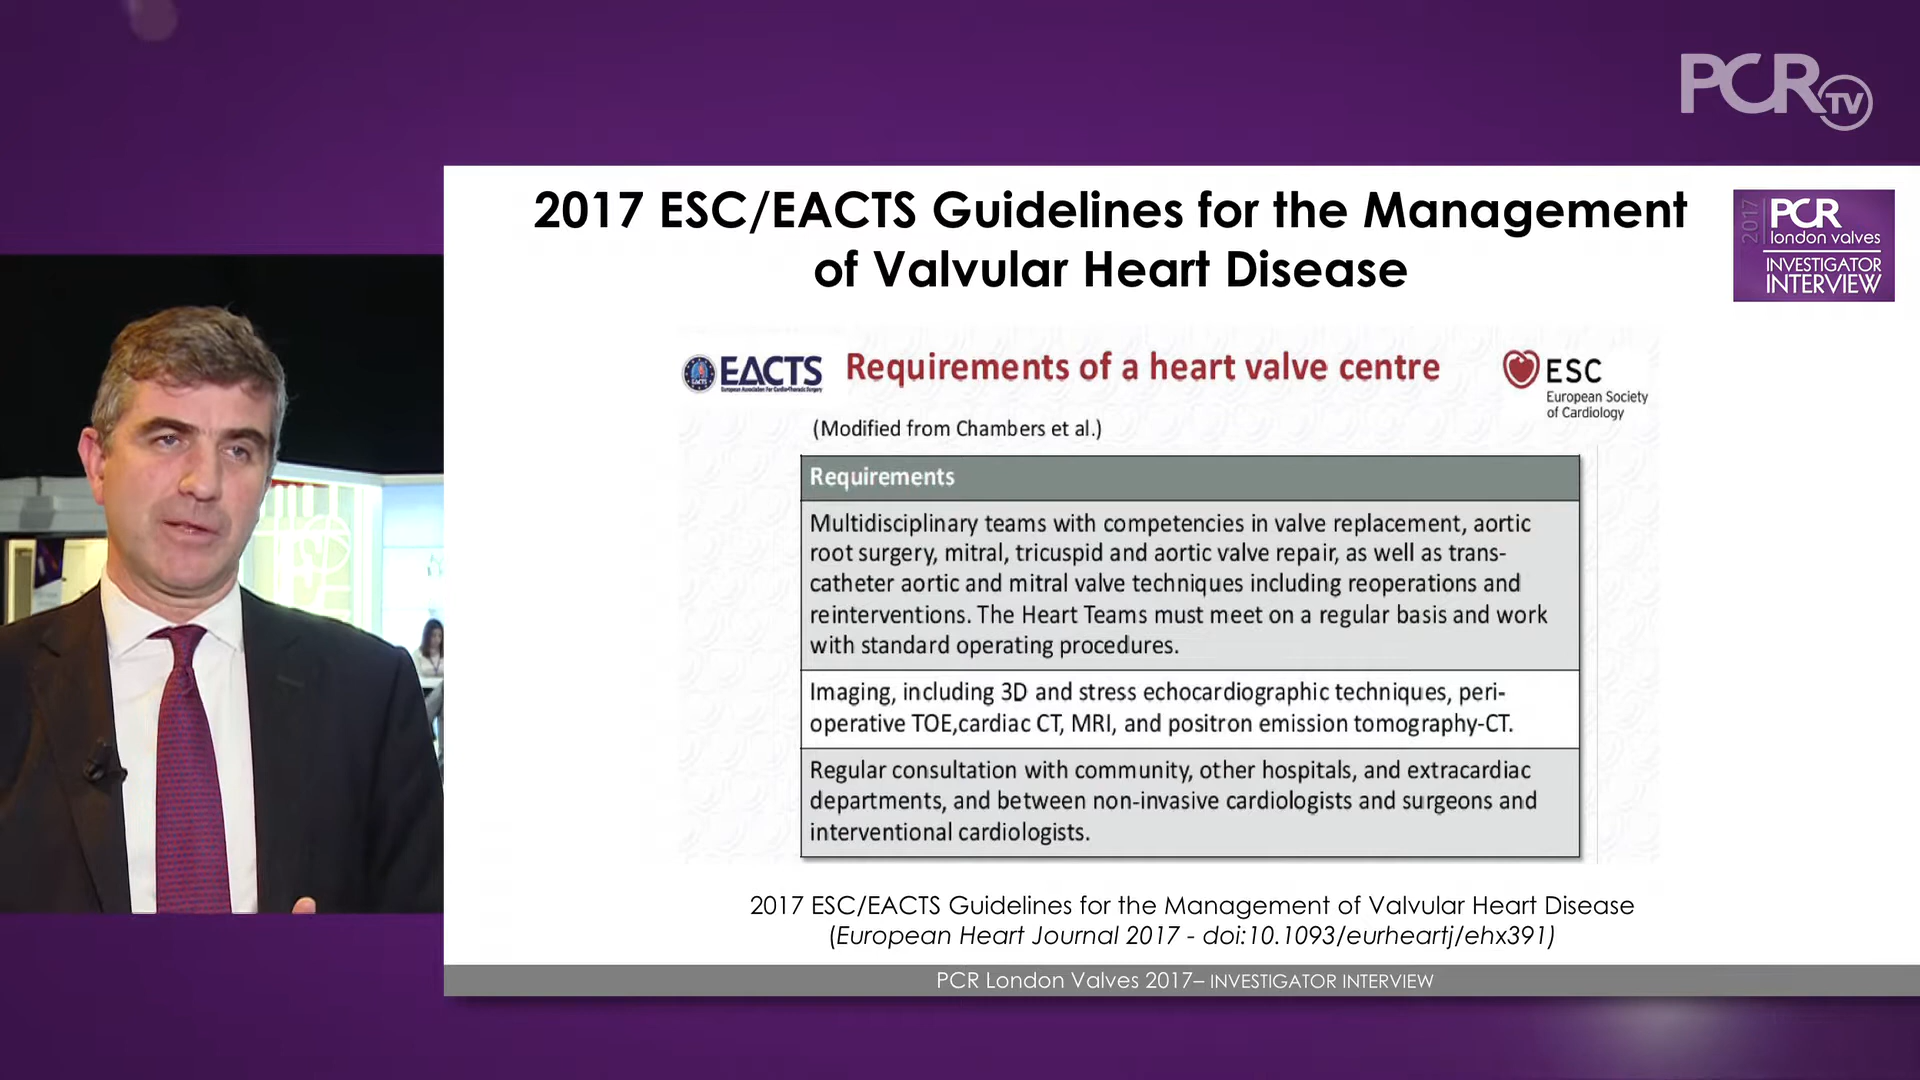 PCR TV
2017 ESC/EACTS Guidelines for the Management
of Valvular Heart Disease
2017
PCR
london valves
INVESTIGATOR
INTERVIEW
EACTS
European Association For Cardio-Thoracic Surgery
Requirements of a heart valve centre
ESC
European Society
of Cardiology
(Modified from Chambers et al.)
Requirements
Multidisciplinary teams with competencies in valve replacement, aortic
root surgery, mitral, tricuspid and aortic valve repair, as well as trans-
catheter aortic and mitral valve techniques including reoperations and
reinterventions. The Heart Teams must meet on a regular basis and work
with standard operating procedures.
Imaging, including 3D and stress echocardiographic techniques, peri-
operative TOE,cardiac CT, MRI, and positron emission tomography-CT.
Regular consultation with community, other hospitals, and extracardiac
departments, and between non-invasive cardiologists and surgeons and
interventional cardiologists.
2017 ESC/EACTS Guidelines for the Management of Valvular Heart Disease
(European Heart Journal 2017 - doi:10.1093/eurheartj/ehx391)
PCR London Valves 2017– INVESTIGATOR INTERVIEW